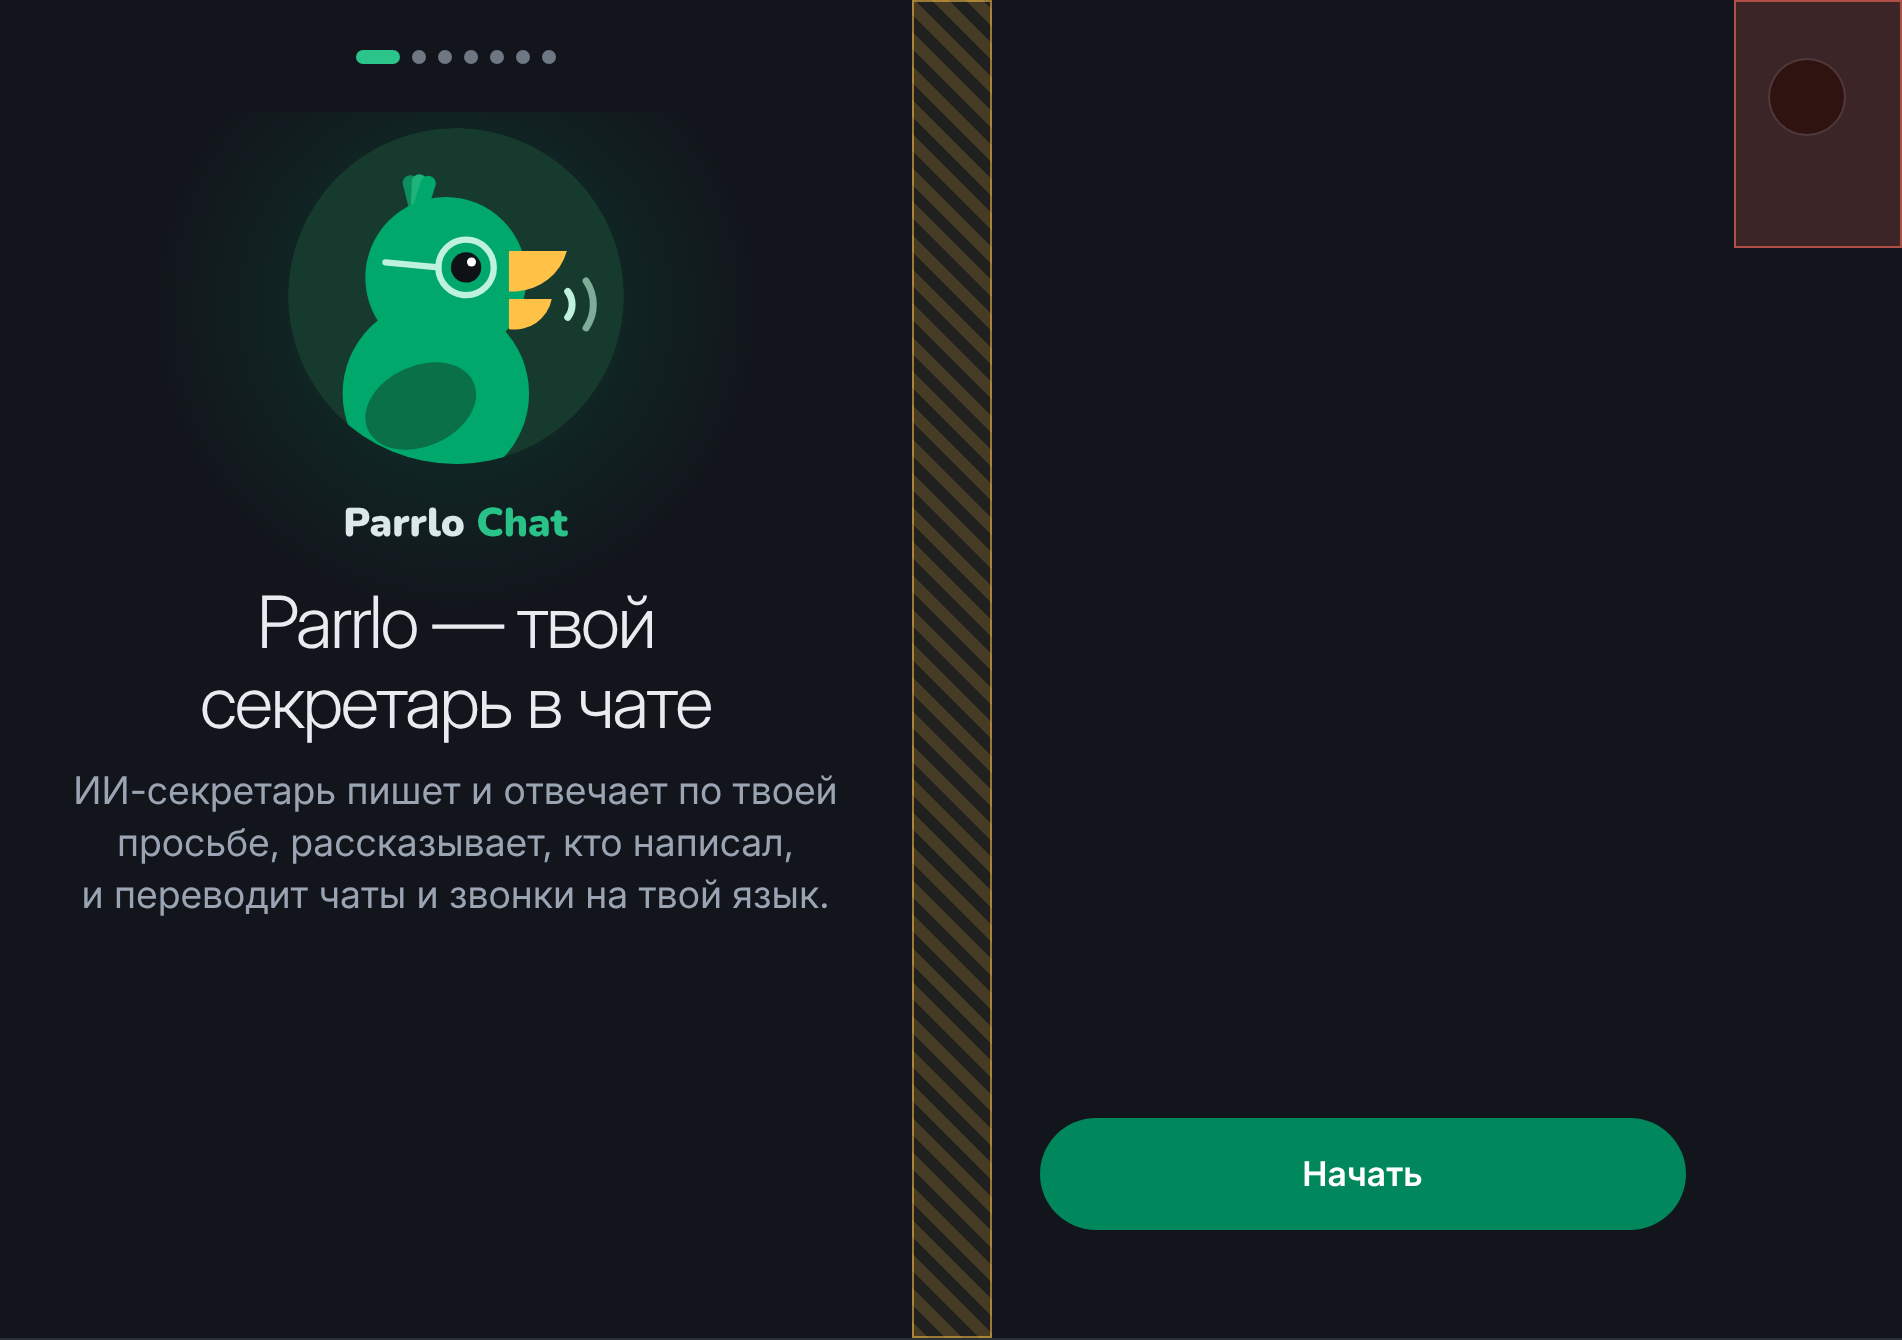 Parrlo Chat
Parrlo — твой
секретарь в чате
ИИ-секретарь пишет и отвечает по твоей
просьбе, рассказывает, кто написал,
и переводит чаты и звонки на твой язык.
Начать